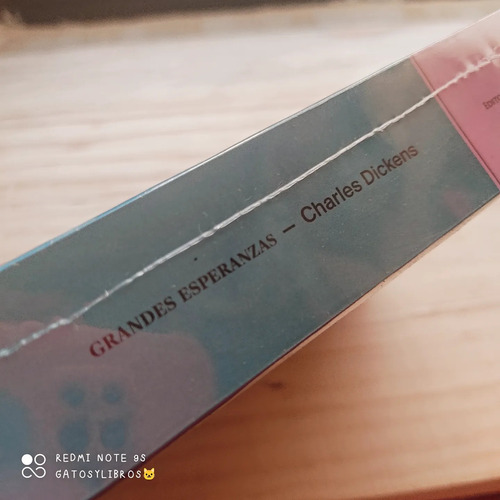 GRANDES ESPERANZAS — Charles Dickens
REDMI NOTE 9S
GATOSYLIBROS🐱